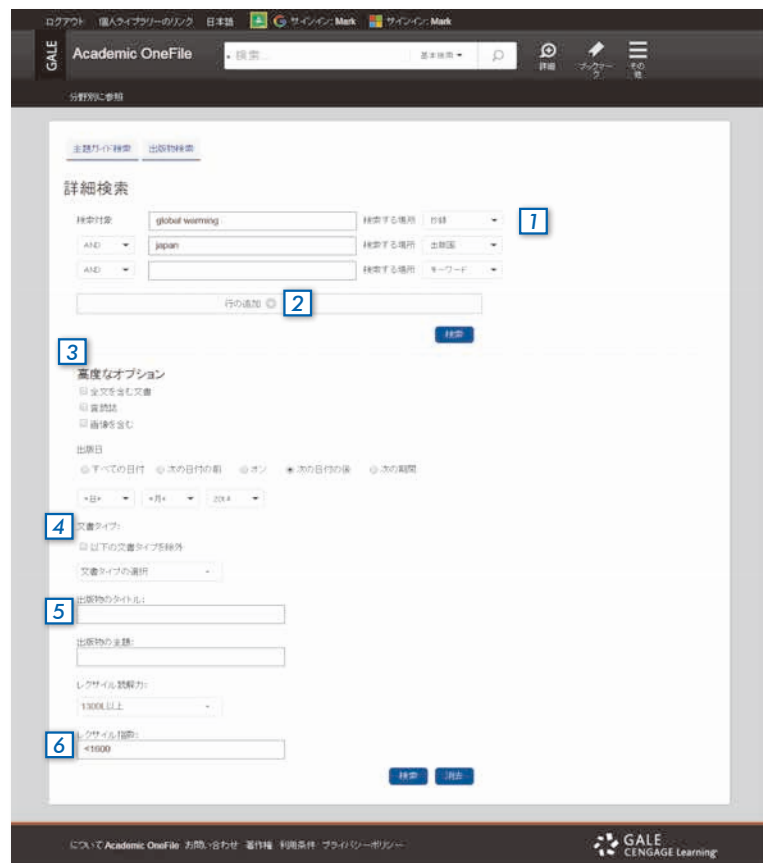 ログアウト 個人ライブラリーのリンク 日本語 サインイン: Mark サインイン: Mark
GALE Academic OneFile 検索... 基本検索 詳細 ブックマーク その他
分野別に参照
主題ガイド検索 出版物検索
詳細検索
検索対象 global warming 検索する場所 抄録 1
AND japan 検索する場所 出版国
AND 検索する場所 キーワード
行の追加 2
検索
3
高度なオプション
全文を含む文書
査読誌
画像を含む
出版日
すべての日付 次の日付の前 オン 次の日付の後 次の期間
*日* *月* 2014
4 文書タイプ:
以下の文書タイプを除外
文書タイプの選択
5 出版物のタイトル:
出版物の主題:
レクサイル読解力:
1300L以上
6 レクサイル指数:
<1600
検索 消去
について Academic OneFile お問い合わせ 著作権 利用条件 プライバシーポリシー
GALE
CENGAGE Learning